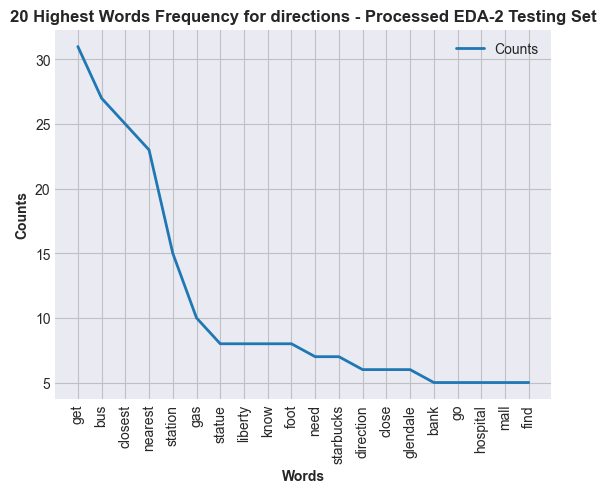 20 Highest Words Frequency for directions - Processed EDA-2 Testing Set
Counts
Counts
30
25
20
15
10
5
get
bus
closest
nearest
station
gas
statue
liberty
know
foot
need
starbucks
direction
close
glendale
bank
go
hospital
mall
find
Words